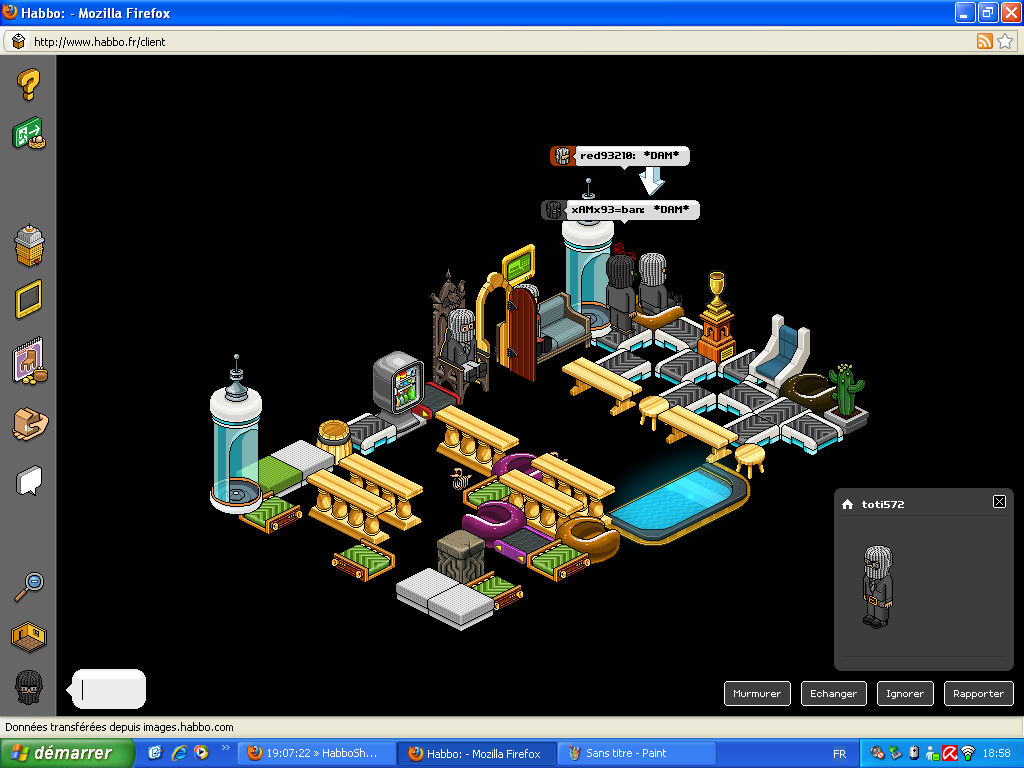 Habbo: - Mozilla Firefox
http://www.habbo.fr/client
red93210: *DAM*
xAMx93=ban: *DAM*
toti572
Murmurer
Echanger
Ignorer
Rapporter
Données transférées depuis images.habbo.com
démarrer
19:07:22 » HabboSh...
Habbo: - Mozilla Firefox
Sans titre - Paint
FR
18:58